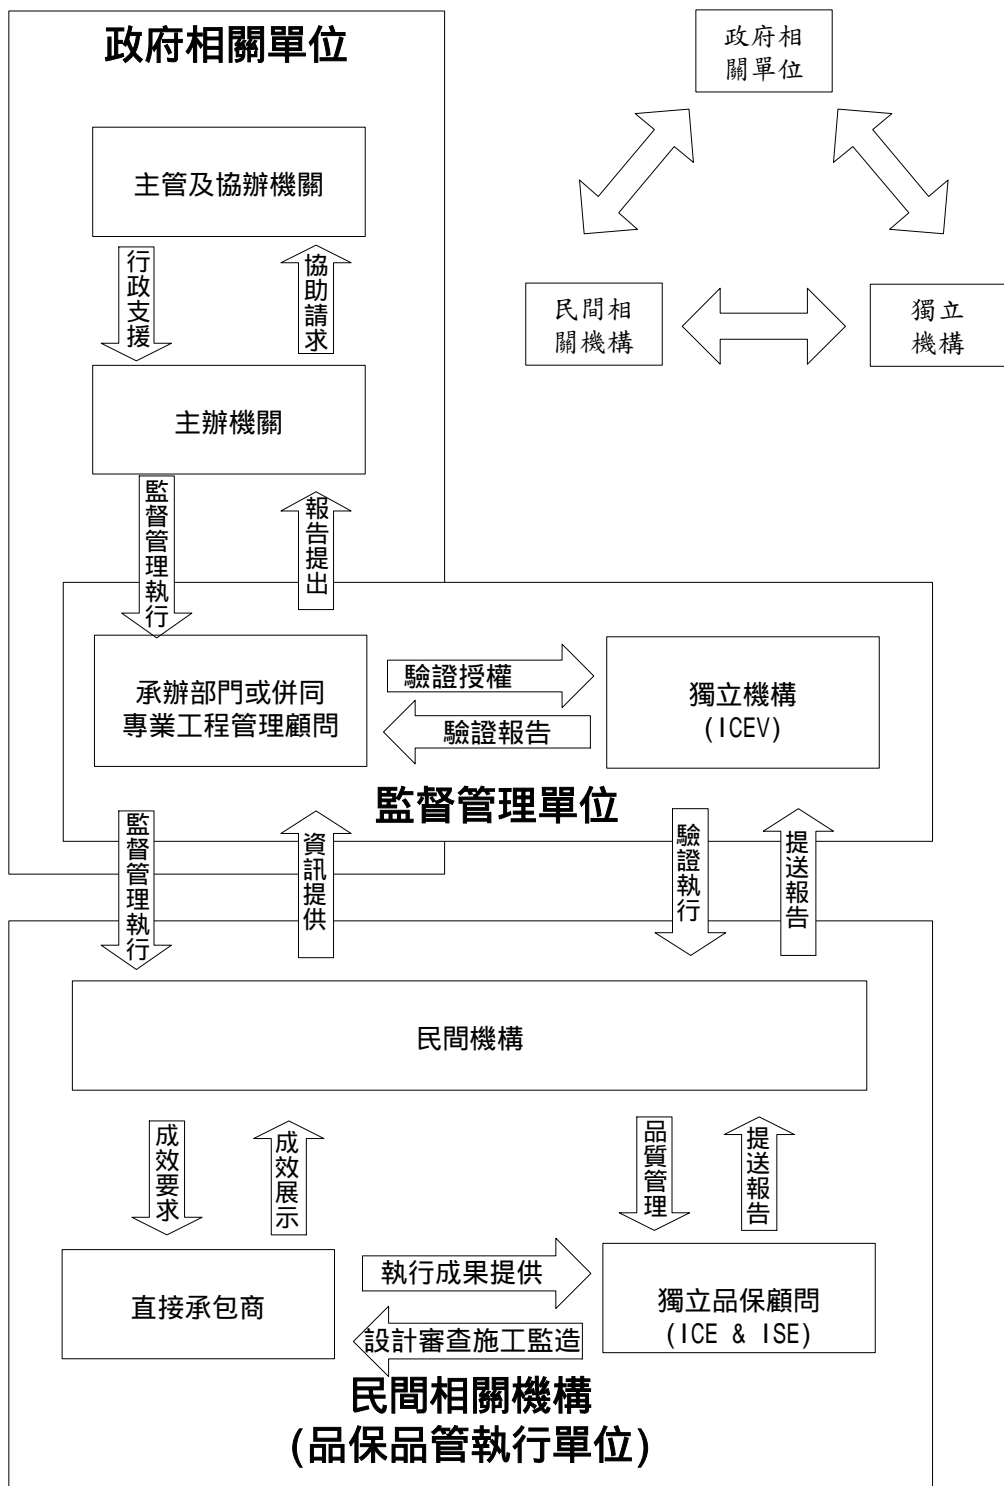 政府相關單位
政府相
關單位
主管及協辦機關
行政支援
協助請求
民間相
關機構
獨立
機構
主辦機關
監督管理執行
報告提出
承辦部門或併同
專業工程管理顧問
驗證授權
驗證報告
獨立機構
(ICEV)
監督管理單位
監督管理執行
資訊提供
驗證執行
提送報告
民間機構
成效要求
成效展示
品質管理
提送報告
直接承包商
執行成果提供
設計審查施工監造
獨立品保顧問
(ICE & ISE)
民間相關機構
(品保品管執行單位)